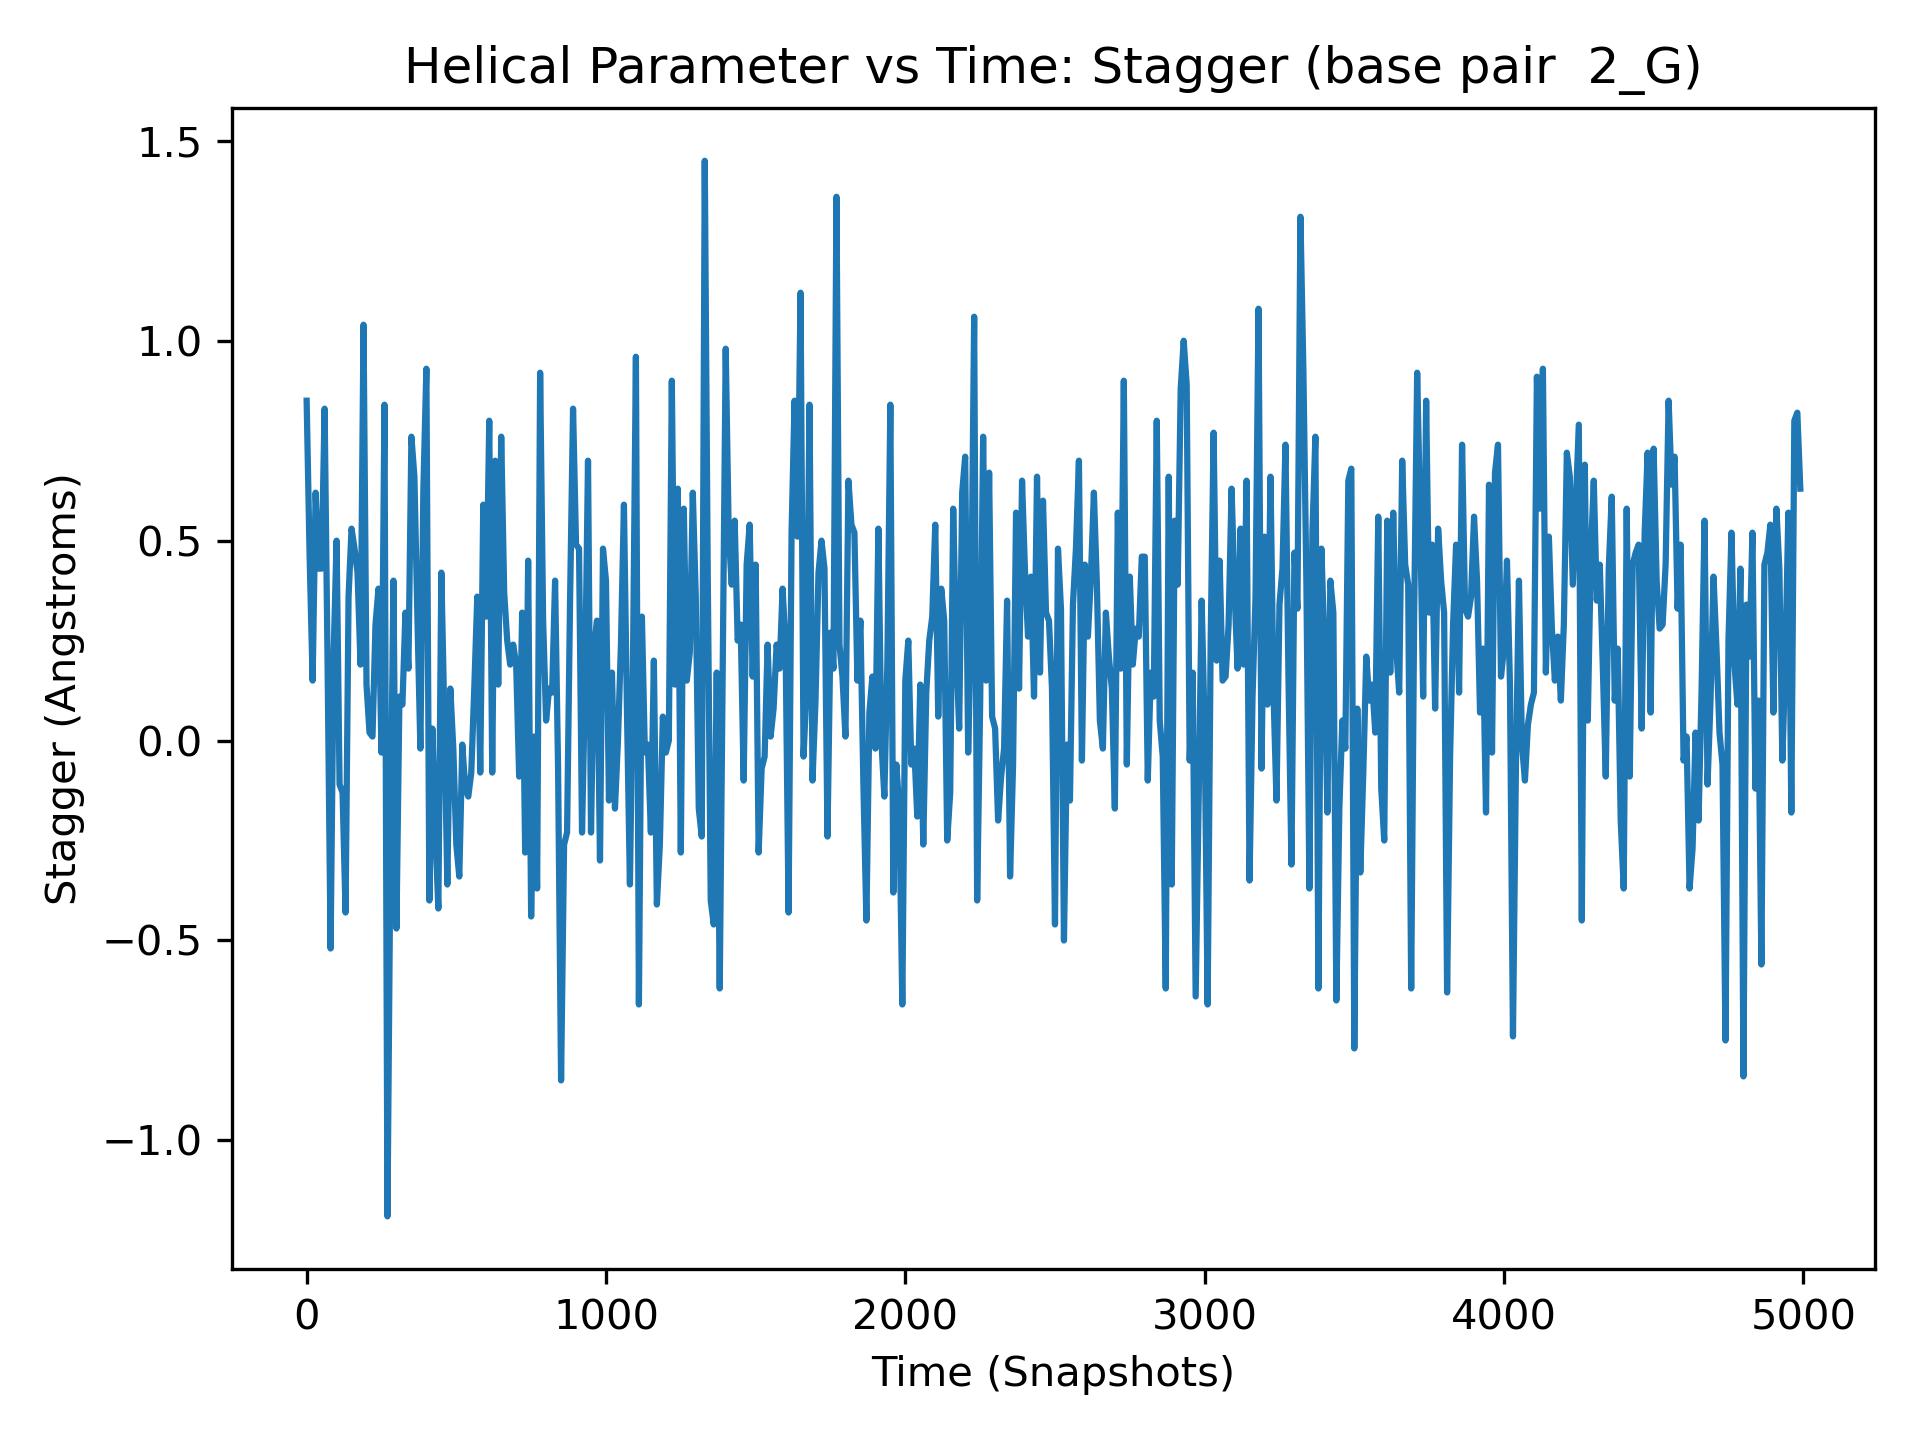 Helical Parameter vs Time: Stagger (base pair  2_G)
1.5
1.0
0.5
0.0
−0.5
−1.0
Stagger (Angstroms)
0 1000 2000 3000 4000 5000
Time (Snapshots)